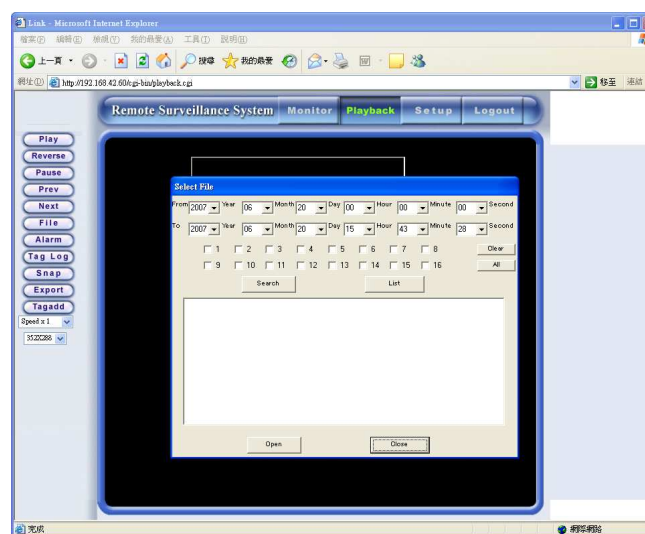 Link - Microsoft Internet Explorer
檔案(F) 編輯(E) 檢視(V) 我的最愛(A) 工具(T) 說明(H)
上一頁 搜尋 我的最愛
網址(D) http://192.168.42.60/cgi-bin/playback.cgi 移至 連結
Remote Surveillance System Monitor Playback Setup Logout
Play
Reverse
Pause
Prev
Next
File
Alarm
Tag Log
Snap
Export
Tagadd
Speed x 1
352X288
Select File
From 2007 Year 06 Month 20 Day 00 Hour 00 Minute 00 Second
To 2007 Year 06 Month 20 Day 15 Hour 43 Minute 28 Second
1 2 3 4 5 6 7 8 Clear
9 10 11 12 13 14 15 16 All
Search List
Open Close
完成 網際網路